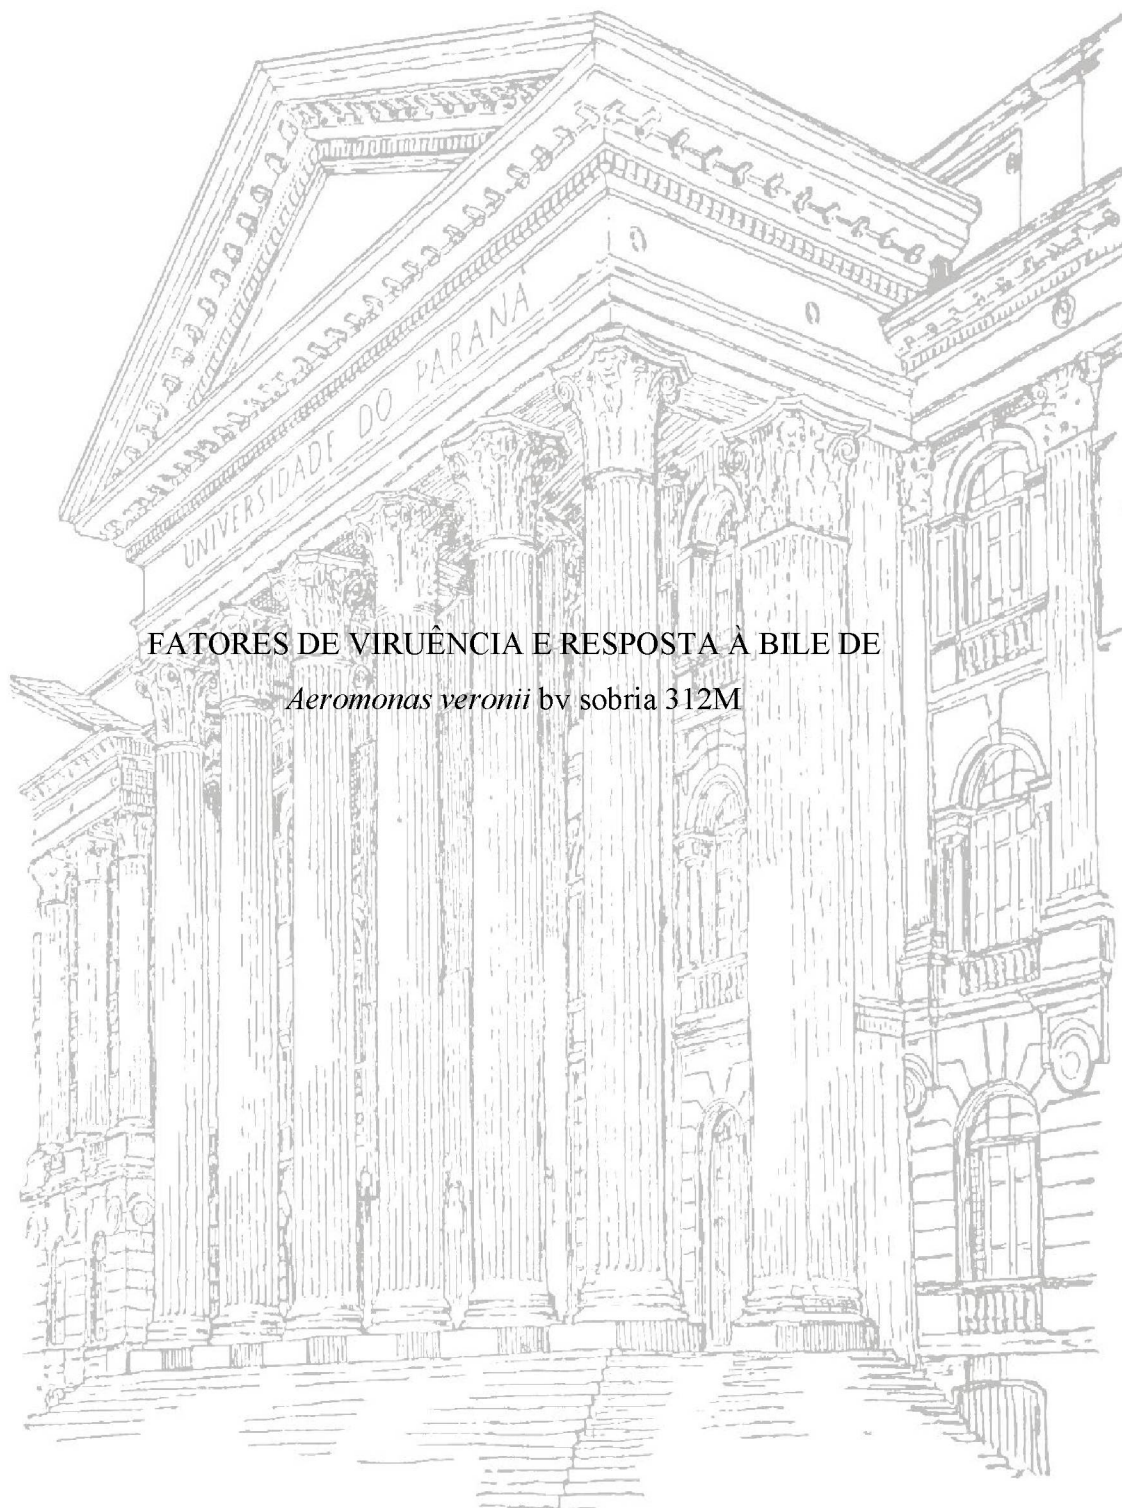 UNIVERSIDADE DO PARANÁ
FATORES DE VIRUÊNCIA E RESPOSTA À BILE DE
Aeromonas veronii bv sobria 312M